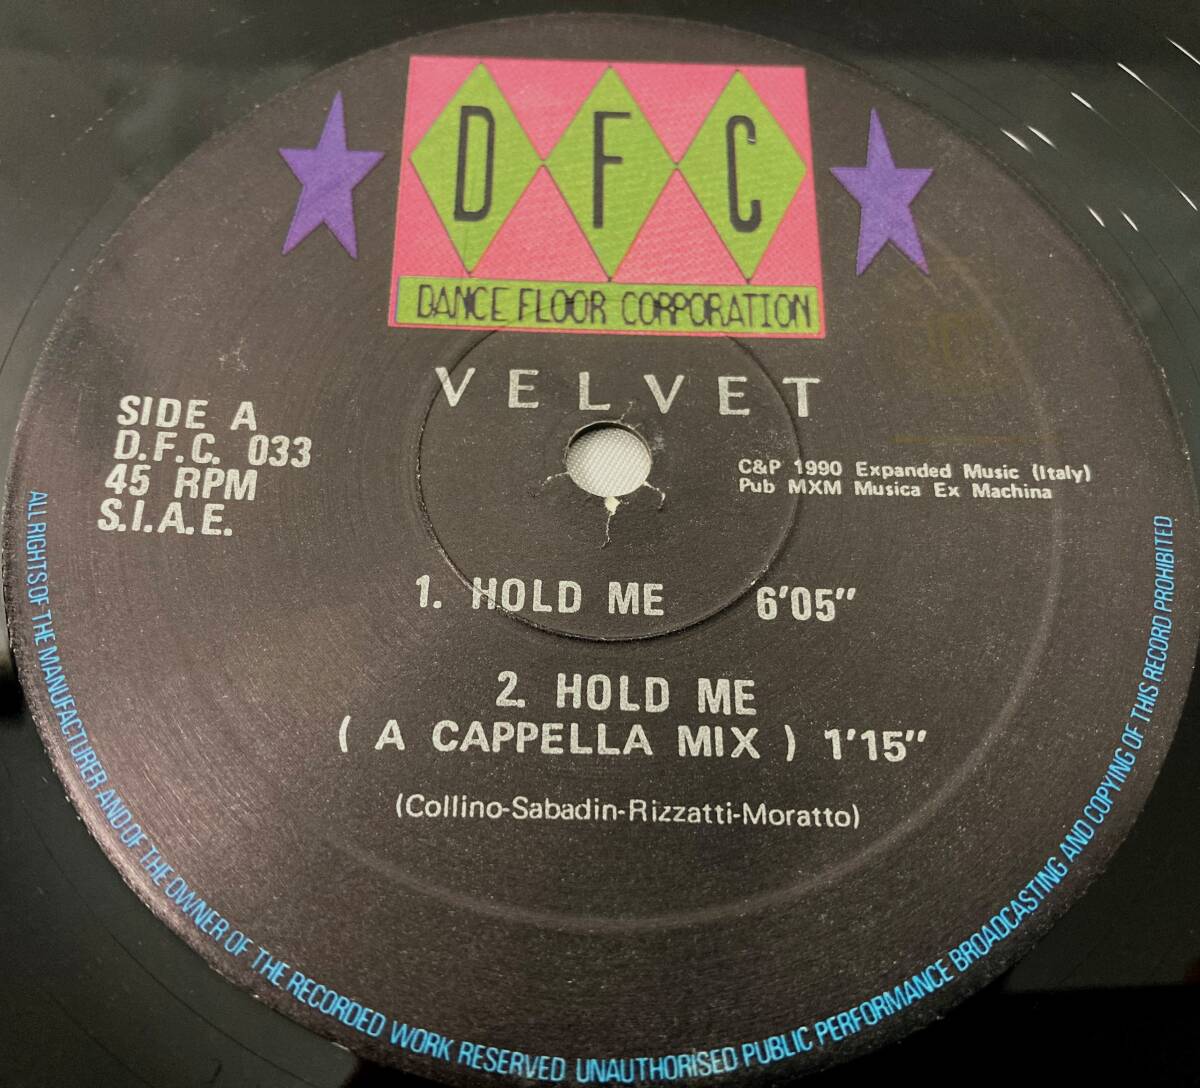 D F C
DANCE FLOOR CORPORATION
VELVET
SIDE A
D.F.C. 033
45 RPM
S.I.A.E.
C&P 1990 Expanded Music (Italy)
Pub MXM Musica Ex Machina
1. HOLD ME 6'05"
2. HOLD ME
( A CAPPELLA MIX ) 1'15"
(Collino-Sabadin-Rizzatti-Moratto)
ALL RIGHTS OF THE MANUFACTURER AND OF THE OWNER OF THE RECORDED WORK RESERVED UNAUTHORISED PUBLIC PERFORMANCE BROADCASTING AND COPYING OF THIS RECORD PROHIBITED